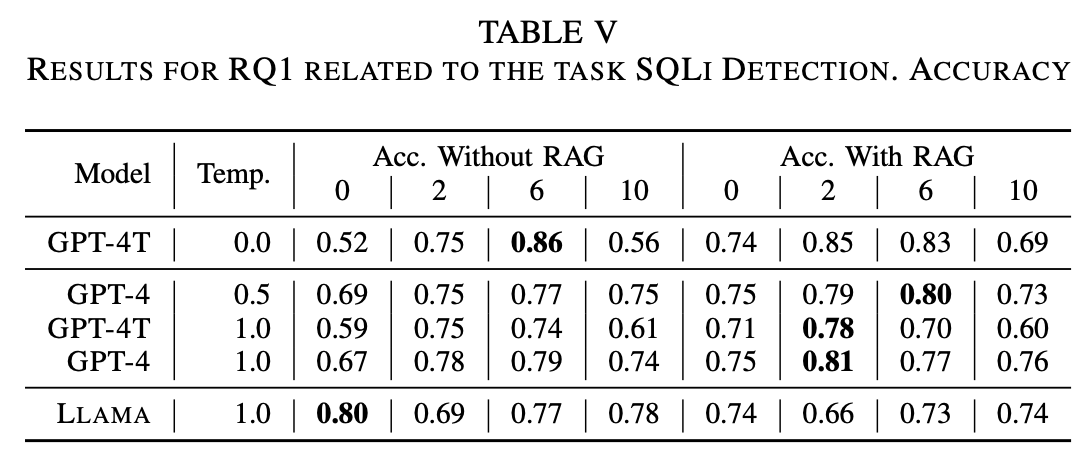 TABLE V
RESULTS FOR RQ1 RELATED TO THE TASK SQLI DETECTION. ACCURACY
Model Temp. Acc. Without RAG Acc. With RAG
0 2 6 10 0 2 6 10
GPT-4T 0.0 0.52 0.75 0.86 0.56 0.74 0.85 0.83 0.69
GPT-4 0.5 0.69 0.75 0.77 0.75 0.75 0.79 0.80 0.73
GPT-4T 1.0 0.59 0.75 0.74 0.61 0.71 0.78 0.70 0.60
GPT-4 1.0 0.67 0.78 0.79 0.74 0.75 0.81 0.77 0.76
LLAMA 1.0 0.80 0.69 0.77 0.78 0.74 0.66 0.73 0.74